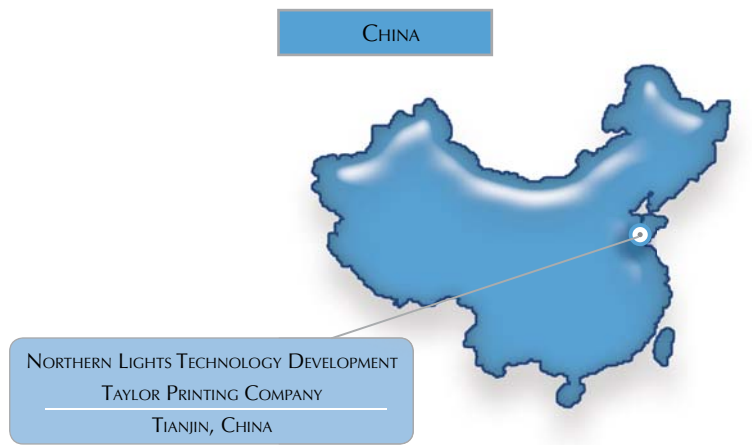 China
Northern Lights Technology Development
Taylor Printing Company
Tianjin, China